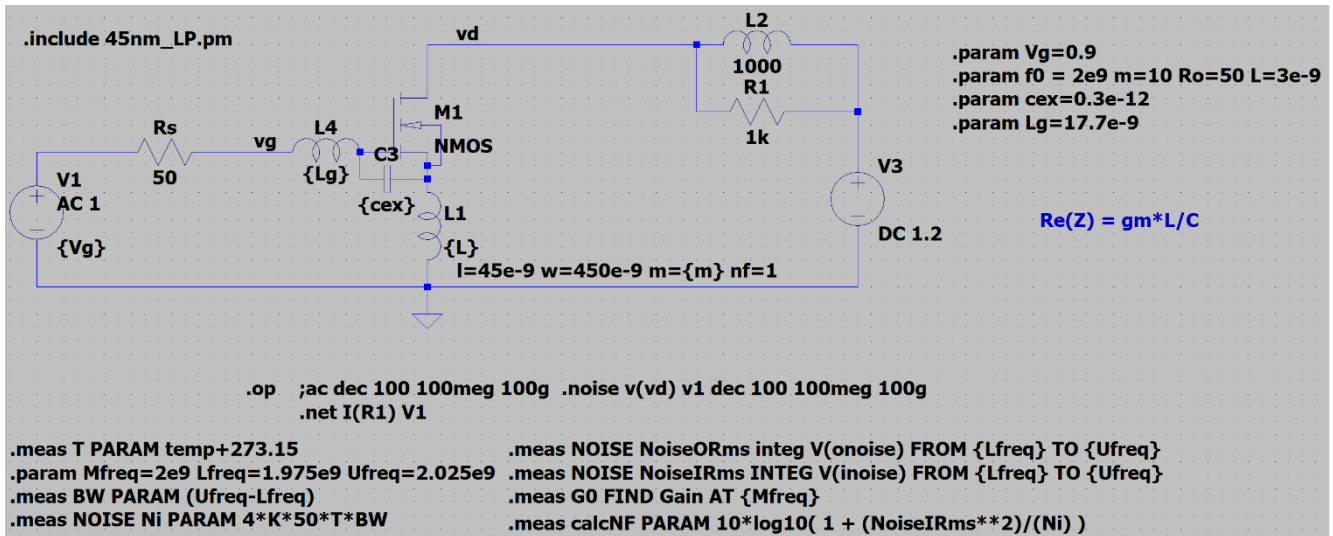 .include 45nm_LP.pm
vd
L2
1000
R1
1k
.param Vg=0.9
.param f0 = 2e9 m=10 Ro=50 L=3e-9
.param cex=0.3e-12
.param Lg=17.7e-9
Rs
50
vg
L4
{Lg}
M1
NMOS
C3
{cex}
V1
AC 1
{Vg}
L1
{L}
l=45e-9 w=450e-9 m={m} nf=1
V3
DC 1.2
Re(Z) = gm*L/C
.op ;ac dec 100 100meg 100g .noise v(vd) v1 dec 100 100meg 100g
.net I(R1) V1
.meas T PARAM temp+273.15
.param Mfreq=2e9 Lfreq=1.975e9 Ufreq=2.025e9
.meas BW PARAM (Ufreq-Lfreq)
.meas NOISE Ni PARAM 4*K*50*T*BW
.meas NOISE NoiseORms integ V(onoise) FROM {Lfreq} TO {Ufreq}
.meas NOISE NoiseIRms INTEG V(inoise) FROM {Lfreq} TO {Ufreq}
.meas G0 FIND Gain AT {Mfreq}
.meas calcNF PARAM 10*log10( 1 + (NoiseIRms**2)/(Ni) )